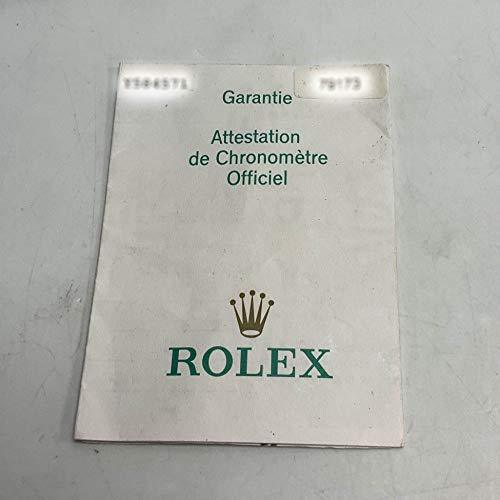 Garantie
Attestation
de Chronomètre
Officiel
ROLEX